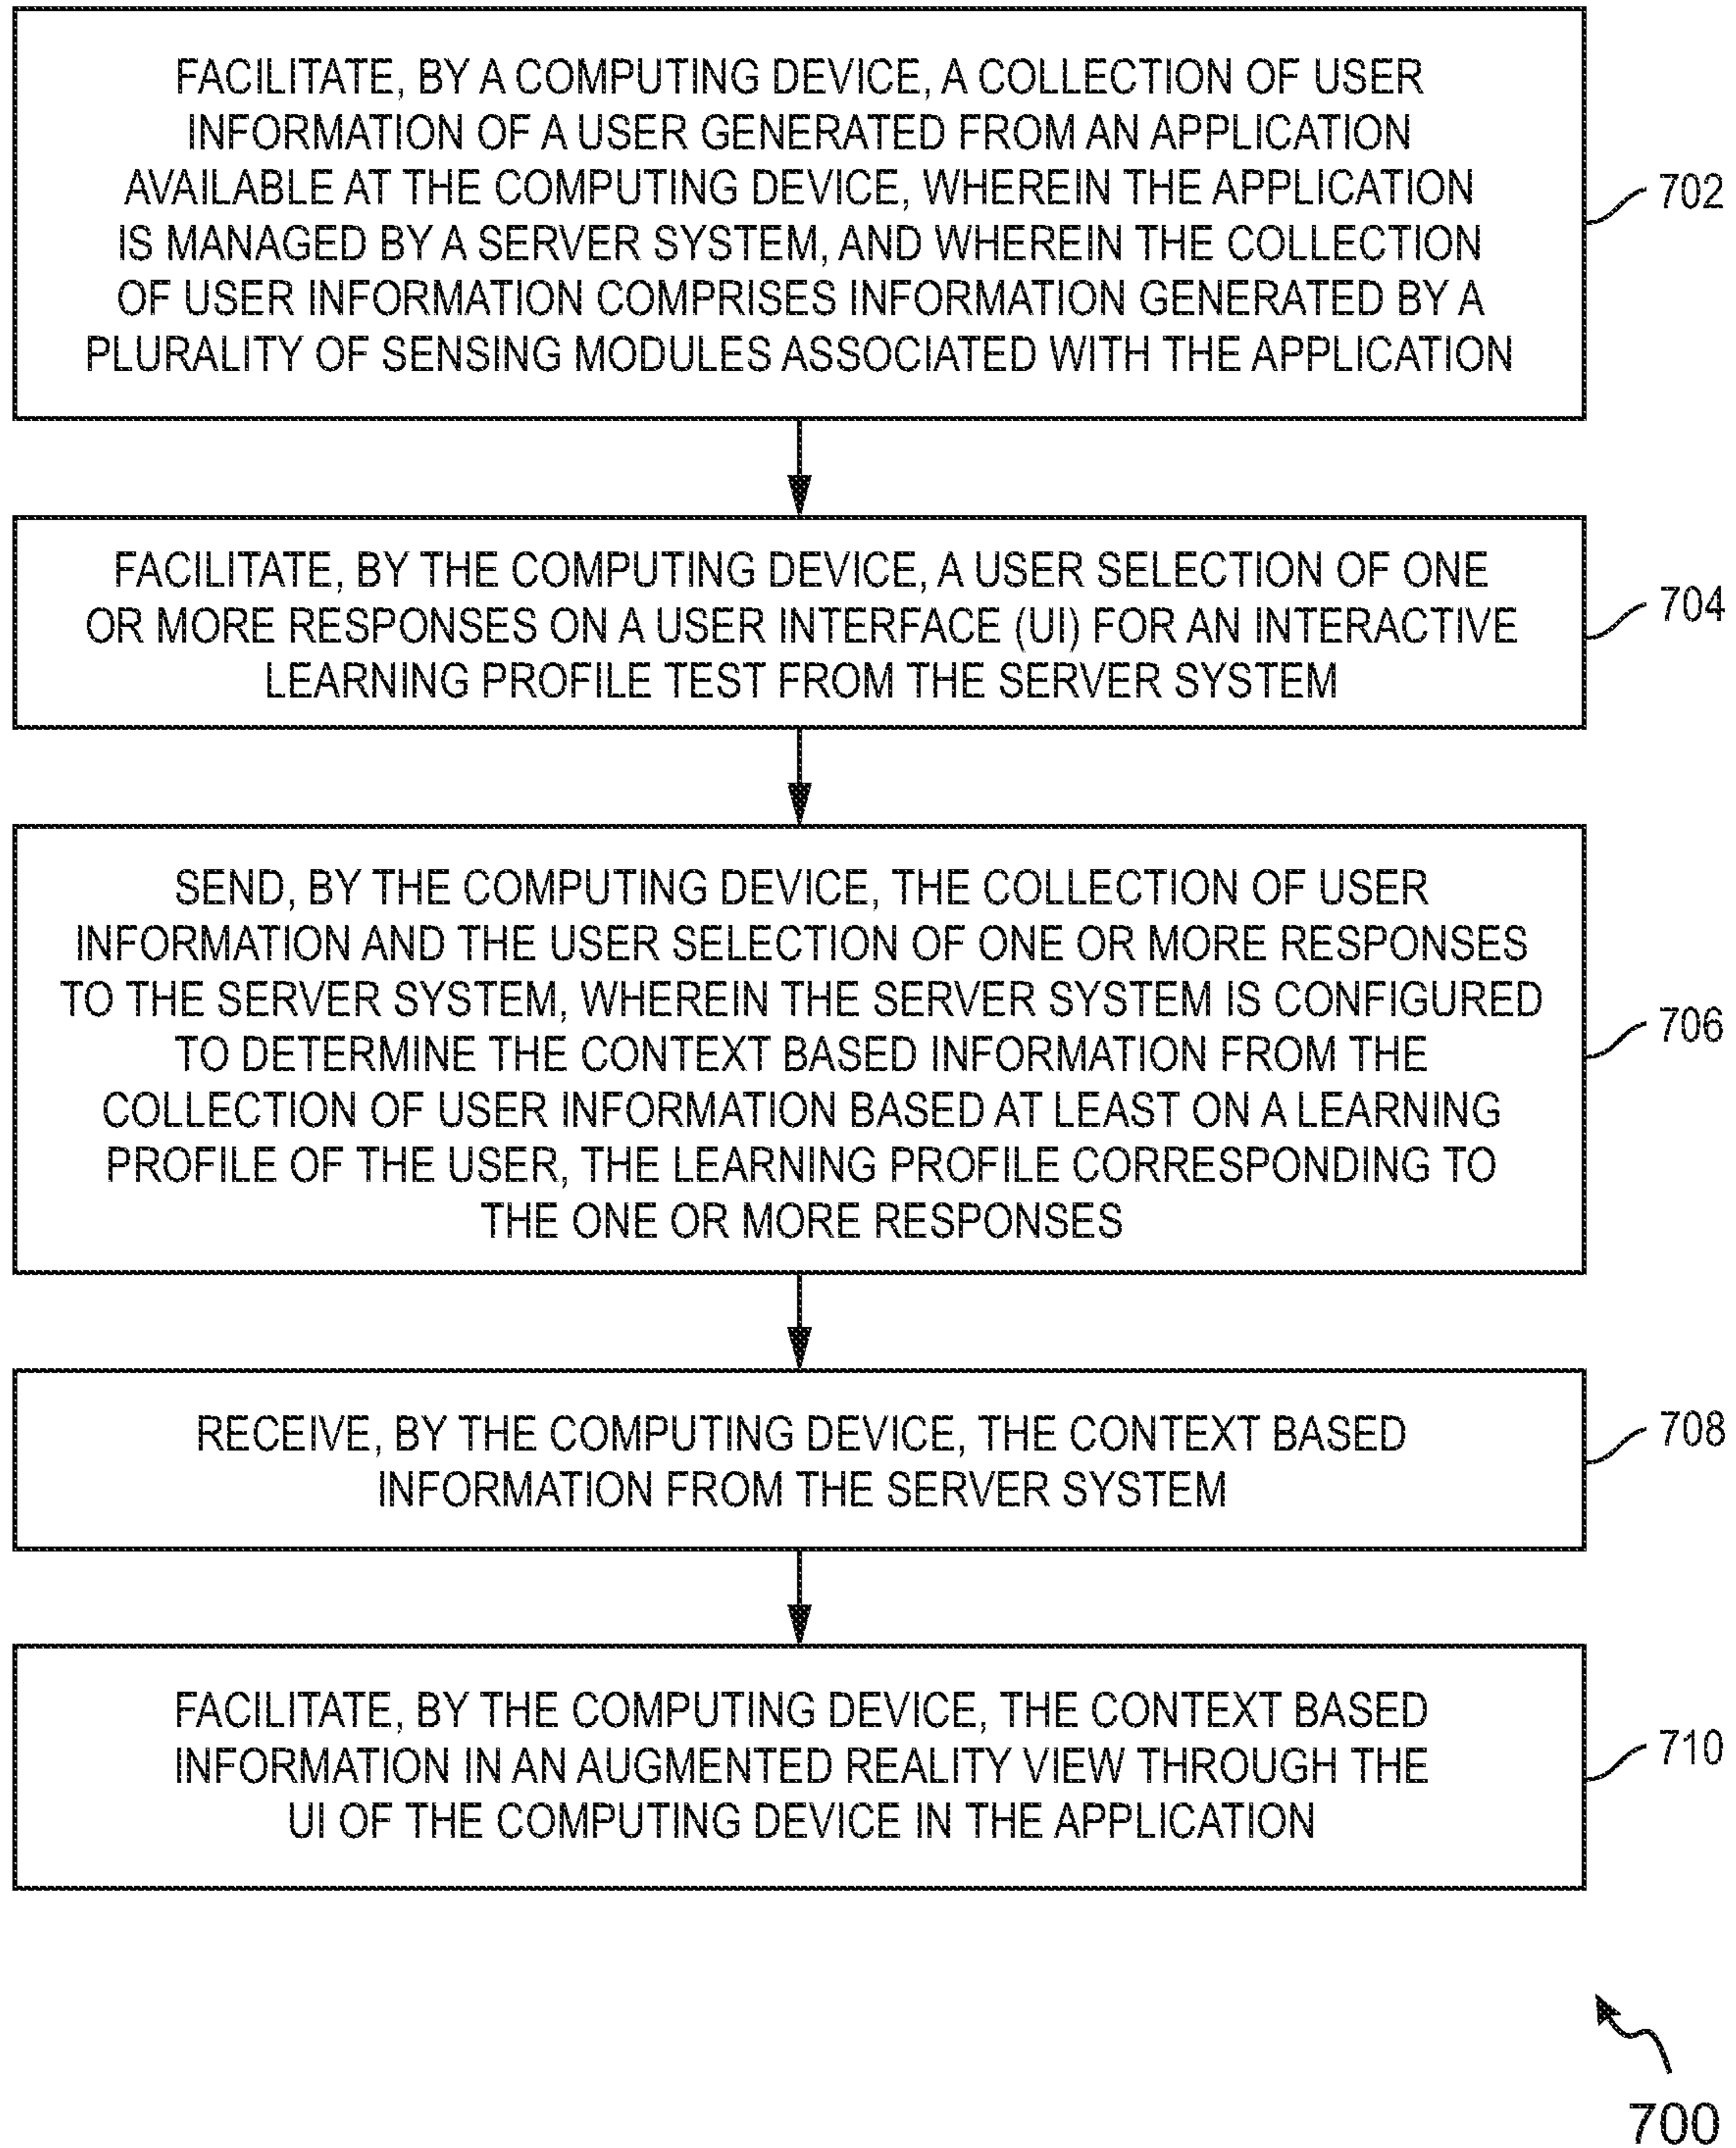 FACILITATE, BY A COMPUTING DEVICE, A COLLECTION OF USER
INFORMATION OF A USER GENERATED FROM AN APPLICATION
AVAILABLE AT THE COMPUTING DEVICE, WHEREIN THE APPLICATION
IS MANAGED BY A SERVER SYSTEM, AND WHEREIN THE COLLECTION
OF USER INFORMATION COMPRISES INFORMATION GENERATED BY A
PLURALITY OF SENSING MODULES ASSOCIATED WITH THE APPLICATION
702
FACILITATE, BY THE COMPUTING DEVICE, A USER SELECTION OF ONE
OR MORE RESPONSES ON A USER INTERFACE (UI) FOR AN INTERACTIVE
LEARNING PROFILE TEST FROM THE SERVER SYSTEM
704
SEND, BY THE COMPUTING DEVICE, THE COLLECTION OF USER
INFORMATION AND THE USER SELECTION OF ONE OR MORE RESPONSES
TO THE SERVER SYSTEM, WHEREIN THE SERVER SYSTEM IS CONFIGURED
TO DETERMINE THE CONTEXT BASED INFORMATION FROM THE
COLLECTION OF USER INFORMATION BASED AT LEAST ON A LEARNING
PROFILE OF THE USER, THE LEARNING PROFILE CORRESPONDING TO
THE ONE OR MORE RESPONSES
706
RECEIVE, BY THE COMPUTING DEVICE, THE CONTEXT BASED
INFORMATION FROM THE SERVER SYSTEM
708
FACILITATE, BY THE COMPUTING DEVICE, THE CONTEXT BASED
INFORMATION IN AN AUGMENTED REALITY VIEW THROUGH THE
UI OF THE COMPUTING DEVICE IN THE APPLICATION
710
700